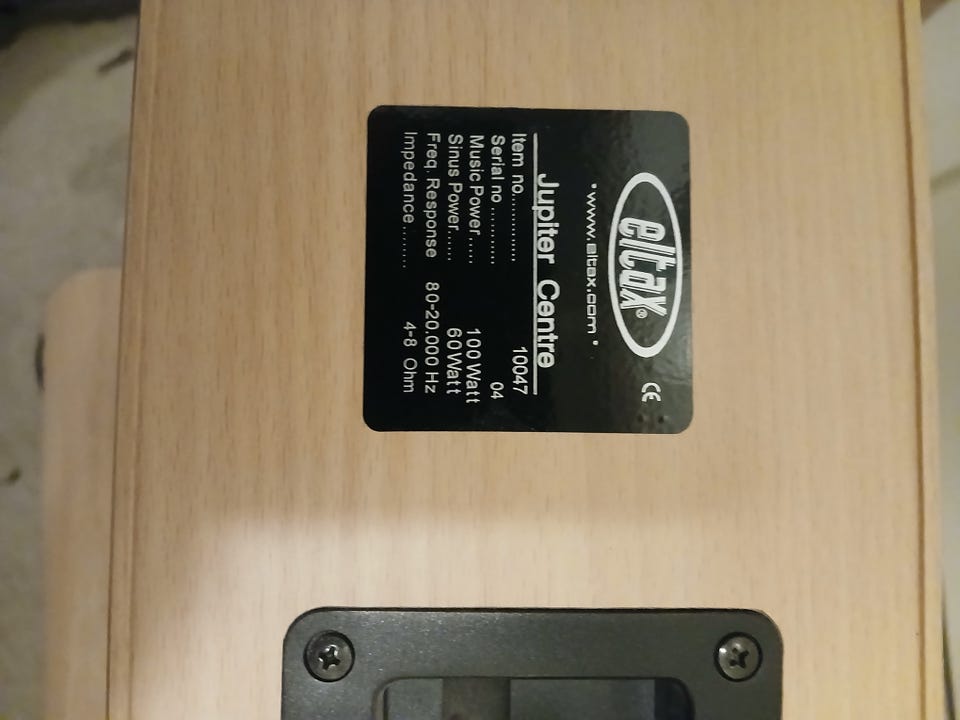 eltax®
CE
• www.eltax.com •
Jupiter Centre
Item no............. 10047
Serial no........... 04
Music Power..... 100 Watt
Sinus Power...... 60 Watt
Freq. Response 80-20.000 Hz
Impedance........ 4-8 Ohm